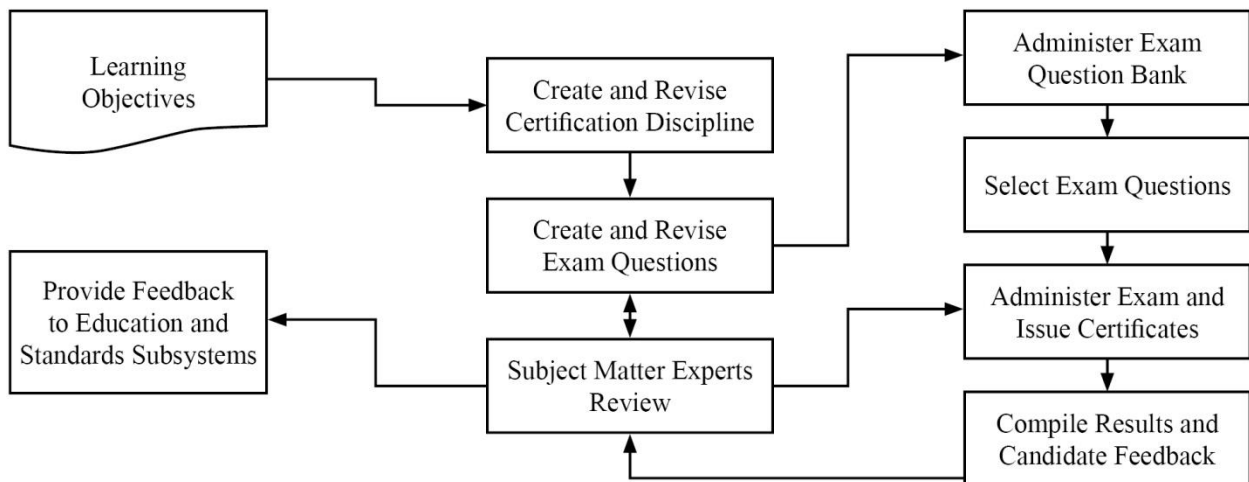 Learning
Objectives
Create and Revise
Certification Discipline
Administer Exam
Question Bank
Select Exam Questions
Create and Revise
Exam Questions
Provide Feedback
to Education and
Standards Subsystems
Administer Exam and
Issue Certificates
Subject Matter Experts
Review
Compile Results and
Candidate Feedback